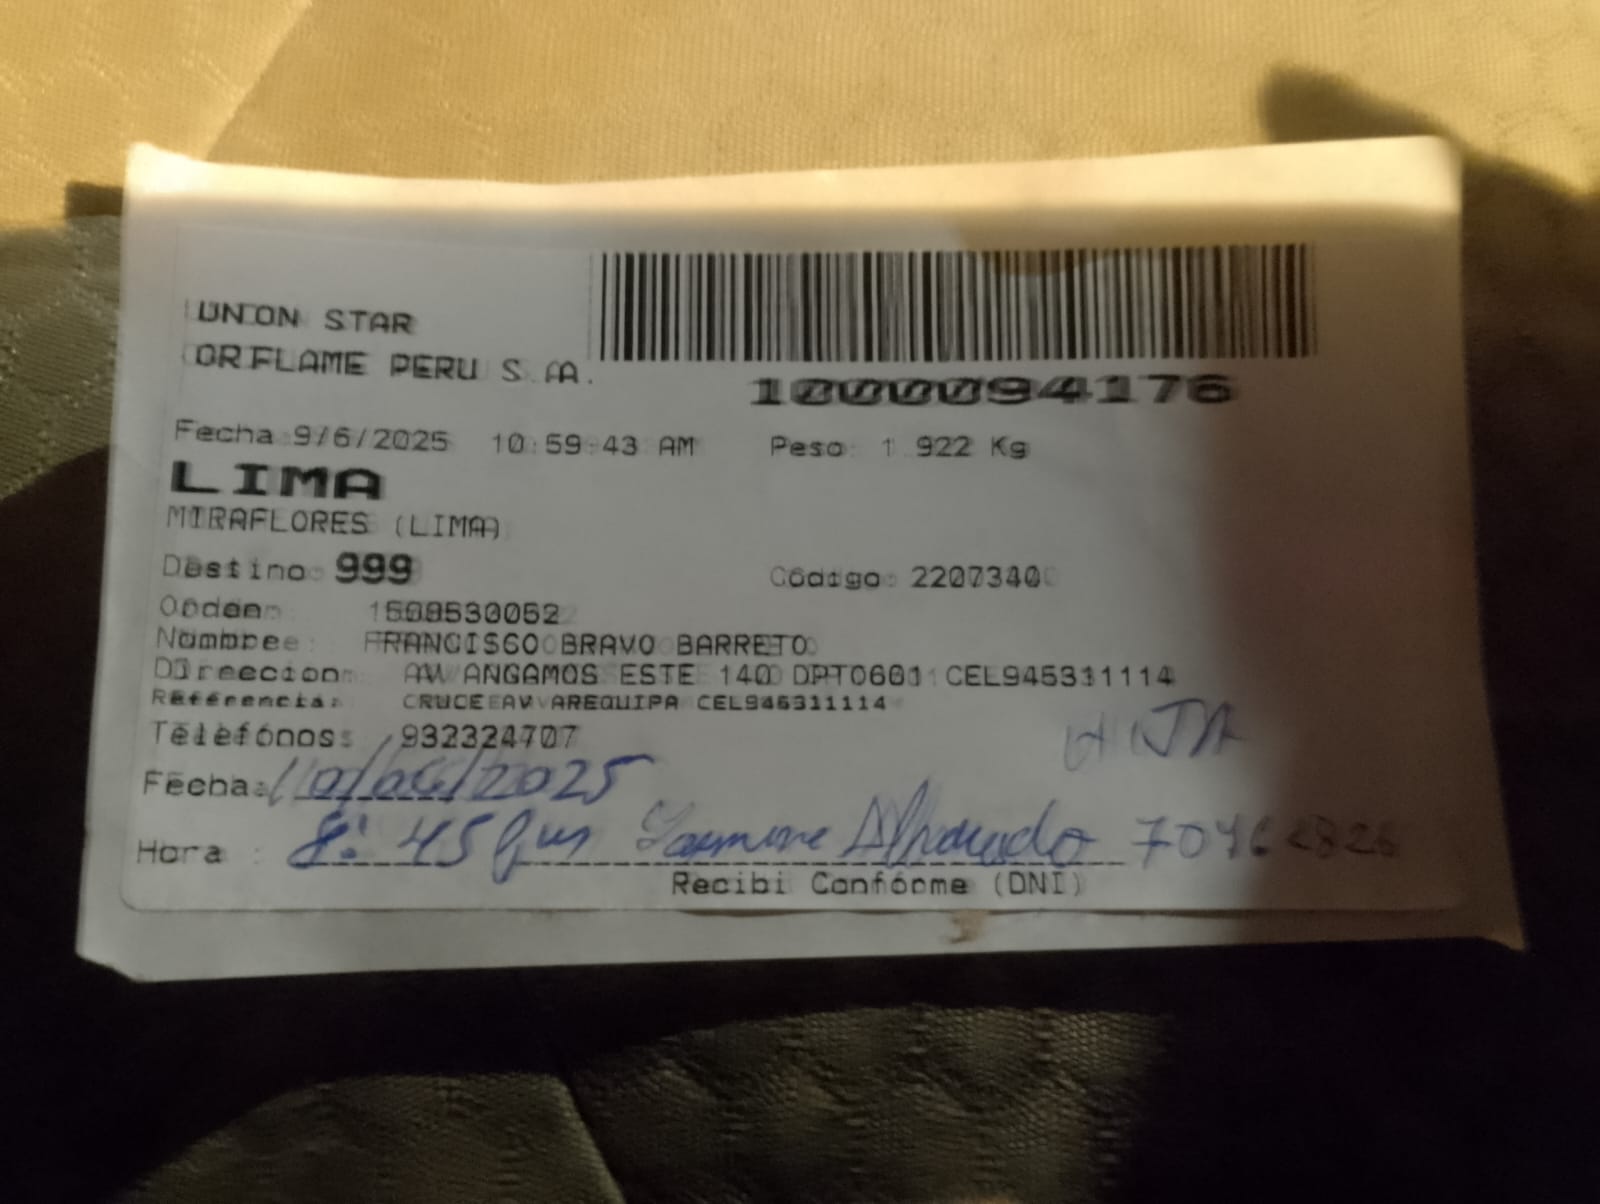 UNION STAR
ORIFLAME PERU S.A.
1000094176
Fecha: 9/6/2025 10:59:43 AM Peso: 1.922 Kg
LIMA
MIRAFLORES (LIMA)
Destino: 999 Código: 2207340
Orden: 1509530052
Nombre: FRANCISCO BRAVO BARRETO
Direccion: AV ANGAMOS ESTE 140 DPTO601 CEL945311114
Referencia: CRUCE AV AREQUIPA CEL945311114
Teléfonos: 932324707
HIJA
Fecha: 10/06/2025
Hora : 8:45 Alvarado
Recibi Conforme (DNI)